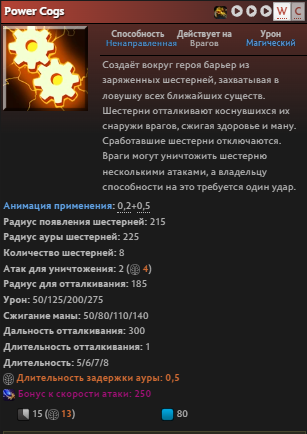 Power Cogs
W C
Способность Действует на Урон
Ненаправленная Врагов Магический
Создаёт вокруг героя барьер из
заряженных шестерней, захватывая в
ловушку всех ближайших существ.
Шестерни отталкивают коснувшихся их
снаружи врагов, сжигая здоровье и ману.
Сработавшие шестерни отключаются.
Враги могут уничтожить шестерню
несколькими атаками, а владельцу
способности на это требуется один удар.
Анимация применения: 0,2+0,5
Радиус появления шестерней: 215
Радиус ауры шестерней: 225
Количество шестерней: 8
Атак для уничтожения: 2 ( 4)
Радиус для отталкивания: 185
Урон: 50/125/200/275
Сжигание маны: 50/80/110/140
Дальность отталкивания: 300
Длительность отталкивания: 1
Длительность: 5/6/7/8
Длительность задержки ауры: 0,5
Бонус к скорости атаки: 250
15 ( 13) 80